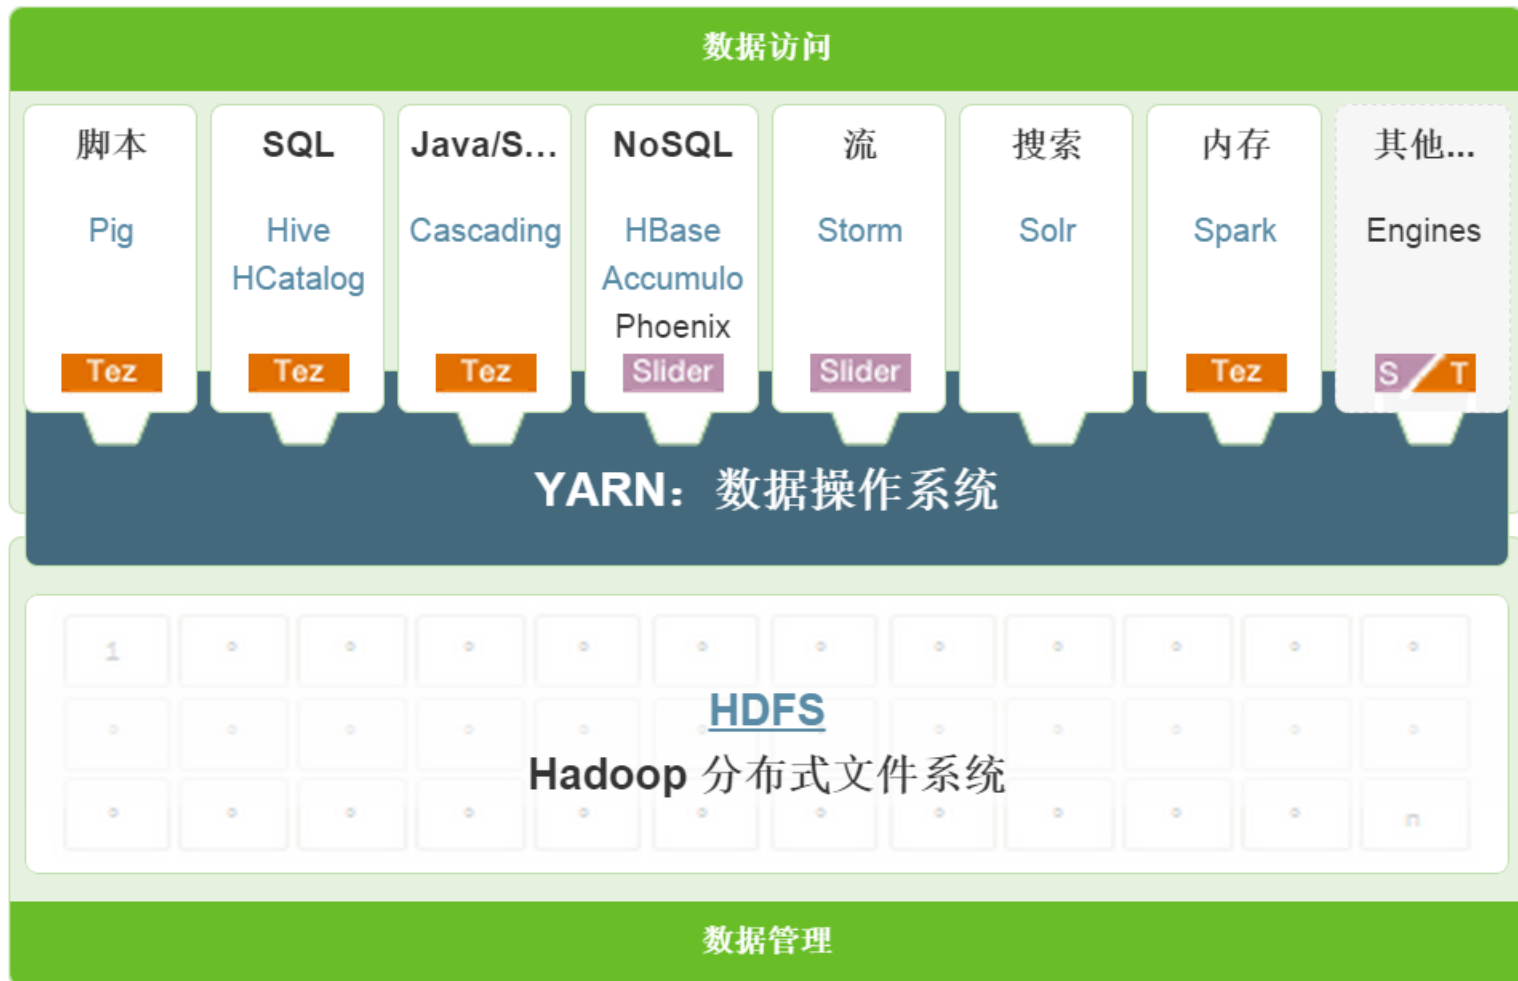 数据访问
脚本
Pig
Tez
SQL
Hive
HCatalog
Tez
Java/S...
Cascading
Tez
NoSQL
HBase
Accumulo
Phoenix
Slider
流
Storm
Slider
搜索
Solr
内存
Spark
Tez
其他...
Engines
S T
YARN：数据操作系统
1
HDFS
Hadoop 分布式文件系统
n
数据管理